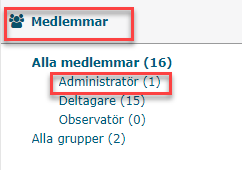 Medlemmar
Alla medlemmar (16)
Administratör (1)
Deltagare (15)
Observatör (0)
Alla grupper (2)